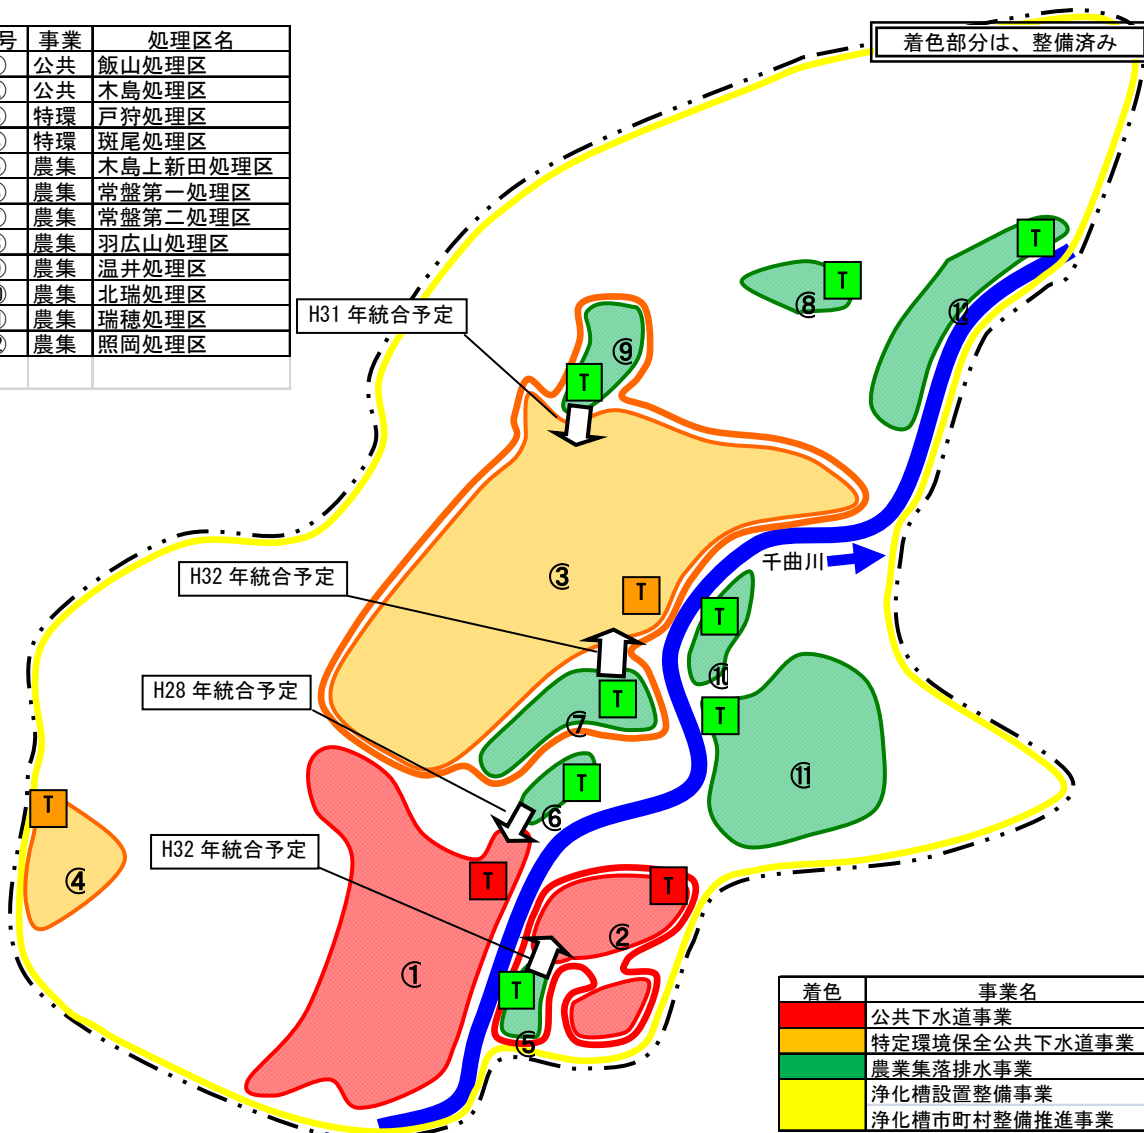 号 事業 処理区名
公共 飯山処理区
公共 木島処理区
特環 戸狩処理区
特環 斑尾処理区
農集 木島上新田処理区
農集 常盤第一処理区
農集 常盤第二処理区
農集 羽広山処理区
農集 温井処理区
農集 北瑞処理区
農集 瑞穂処理区
農集 照岡処理区
着色部分は、整備済み
T
T
⑧
⑫
H31 年統合予定
⑨
T
千曲川
H32 年統合予定
③
T
T
⑩
H28 年統合予定
T
⑦
T
⑪
T
⑥
T
④
H32 年統合予定
T
T
②
①
T
⑤
着色 事業名
公共下水道事業
特定環境保全公共下水道事業
農業集落排水事業
浄化槽設置整備事業
浄化槽市町村整備推進事業